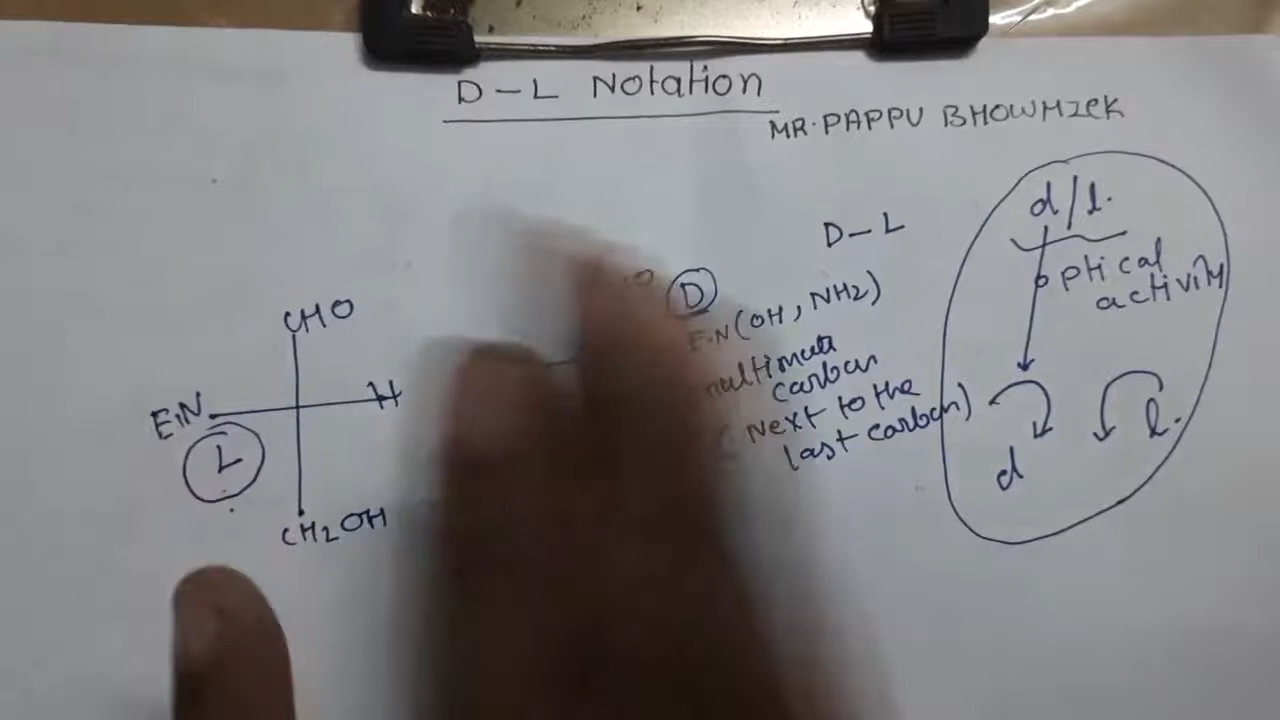 D-L Notation
MR. PAPPU BHOWMICK
D-L
d/l.
optical
activity
D
E.N (OH, NH2)
carbon
(Next to the
last carbon)
d
l.
CHO
E.N
H
L
CH2OH